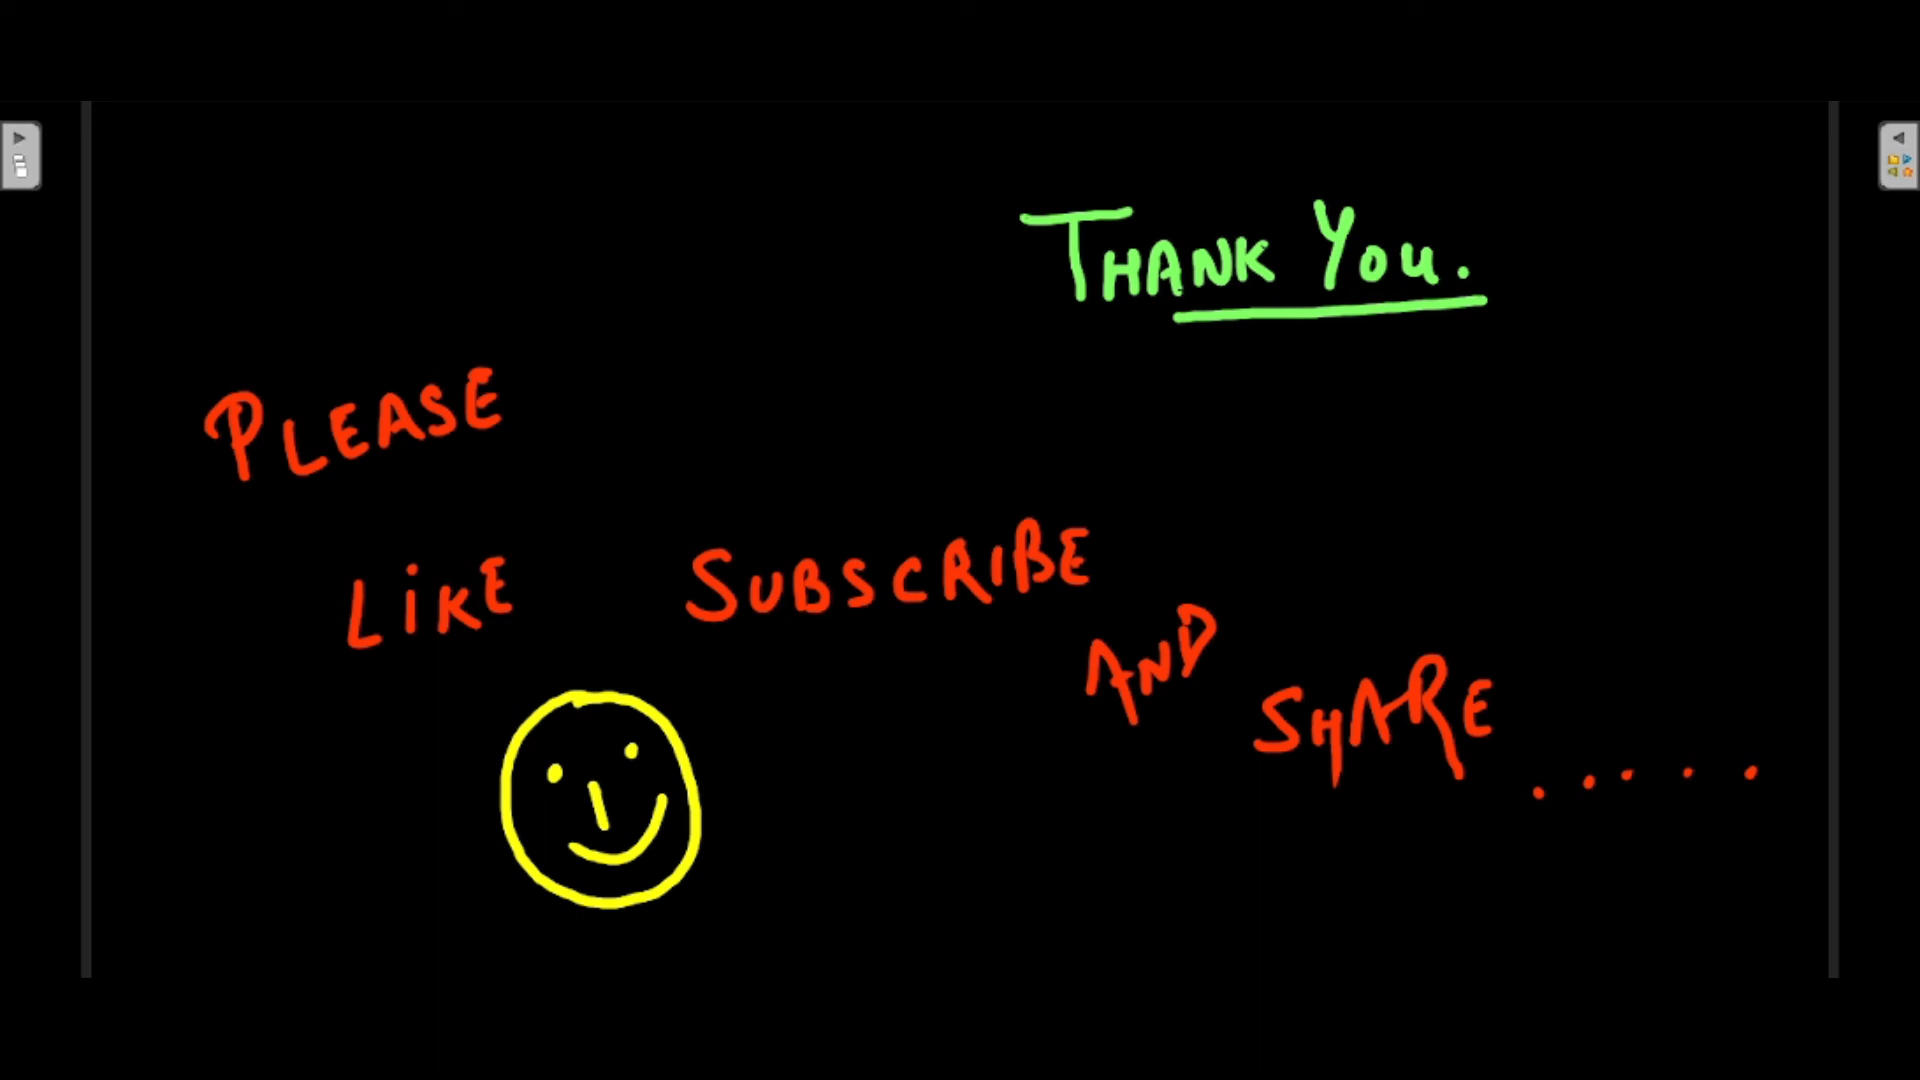 THANK YOU.
PLEASE
LIKE SUBSCRIBE
AND
SHARE.....